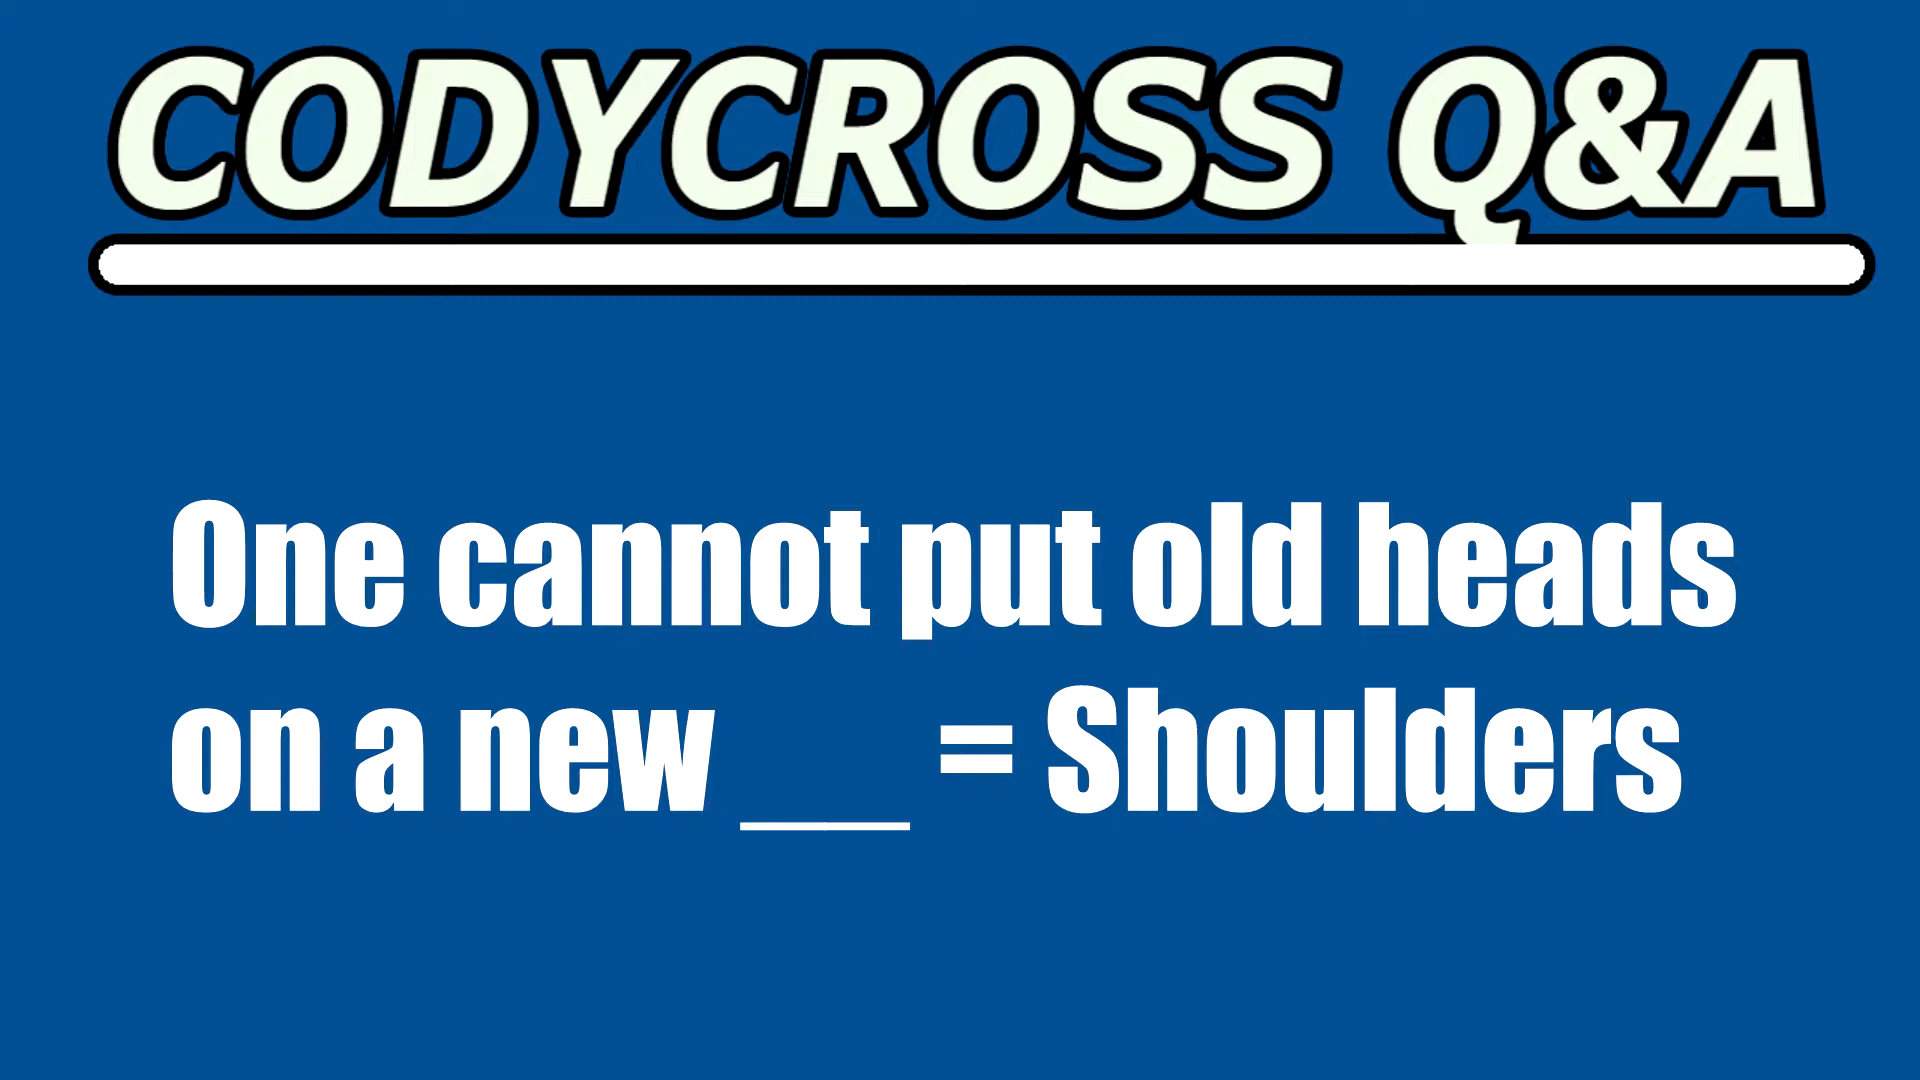 CODYCROSS Q&A
One cannot put old heads
on a new __ = Shoulders